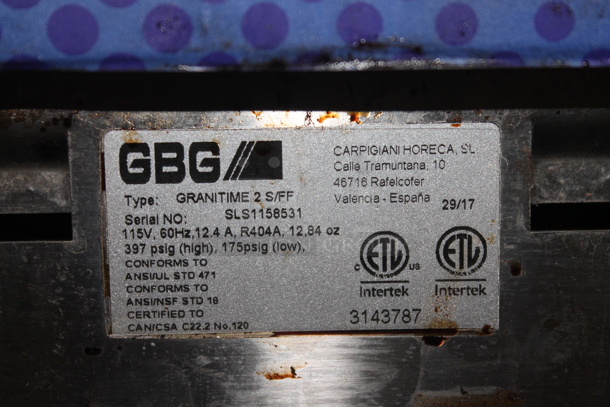 GBG
Type: GRANITIME 2 S/FF
Serial NO: SLS1158531
115V, 60Hz, 12.4 A, R404A, 12,84 oz
397 psig (high), 175psig (low),
CONFORMS TO
ANSI/UL STD 471
CONFORMS TO
ANSI/NSF STD 18
CERTIFIED TO
CAN/CSA C22.2 No.120
CARPIGIANI HORECA, SL
Calle Tramuntana, 10
46716 Rafelcofer
Valencia - España
29/17
C ETL US
Intertek
ETL
Intertek
3143787